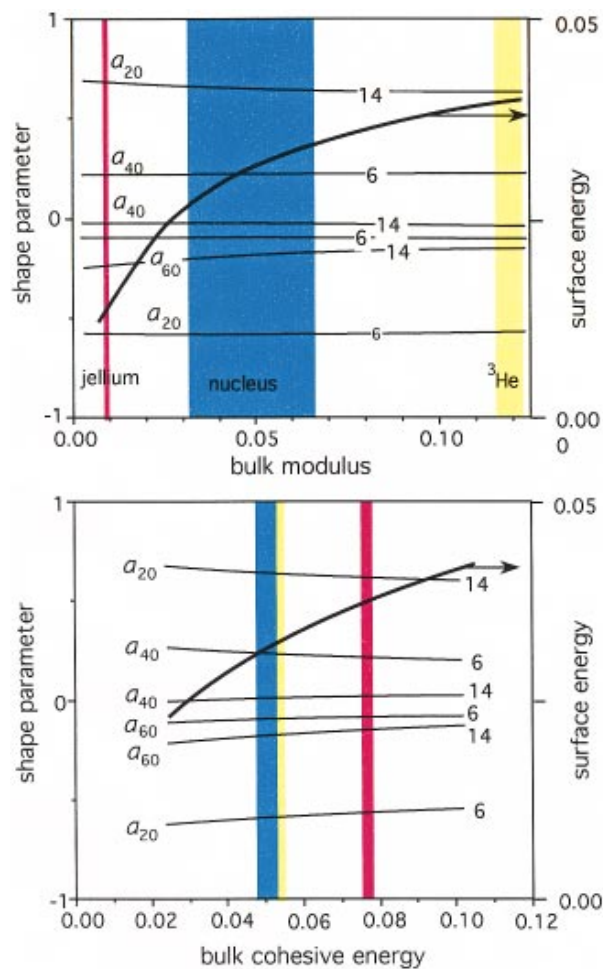 1
0.05
a20
14
a40
6
a40
14
0
6
a60
14
a20
6
jellium
nucleus
3He
-1
0.00
0.05
0.10
0.00
0
bulk modulus
shape parameter
surface energy
1
0.05
a20
14
a40
6
a40
14
0
a60
6
a60
14
a20
6
-1
0.00
0.00
0.02
0.04
0.06
0.08
0.10
0.12
bulk cohesive energy
shape parameter
surface energy